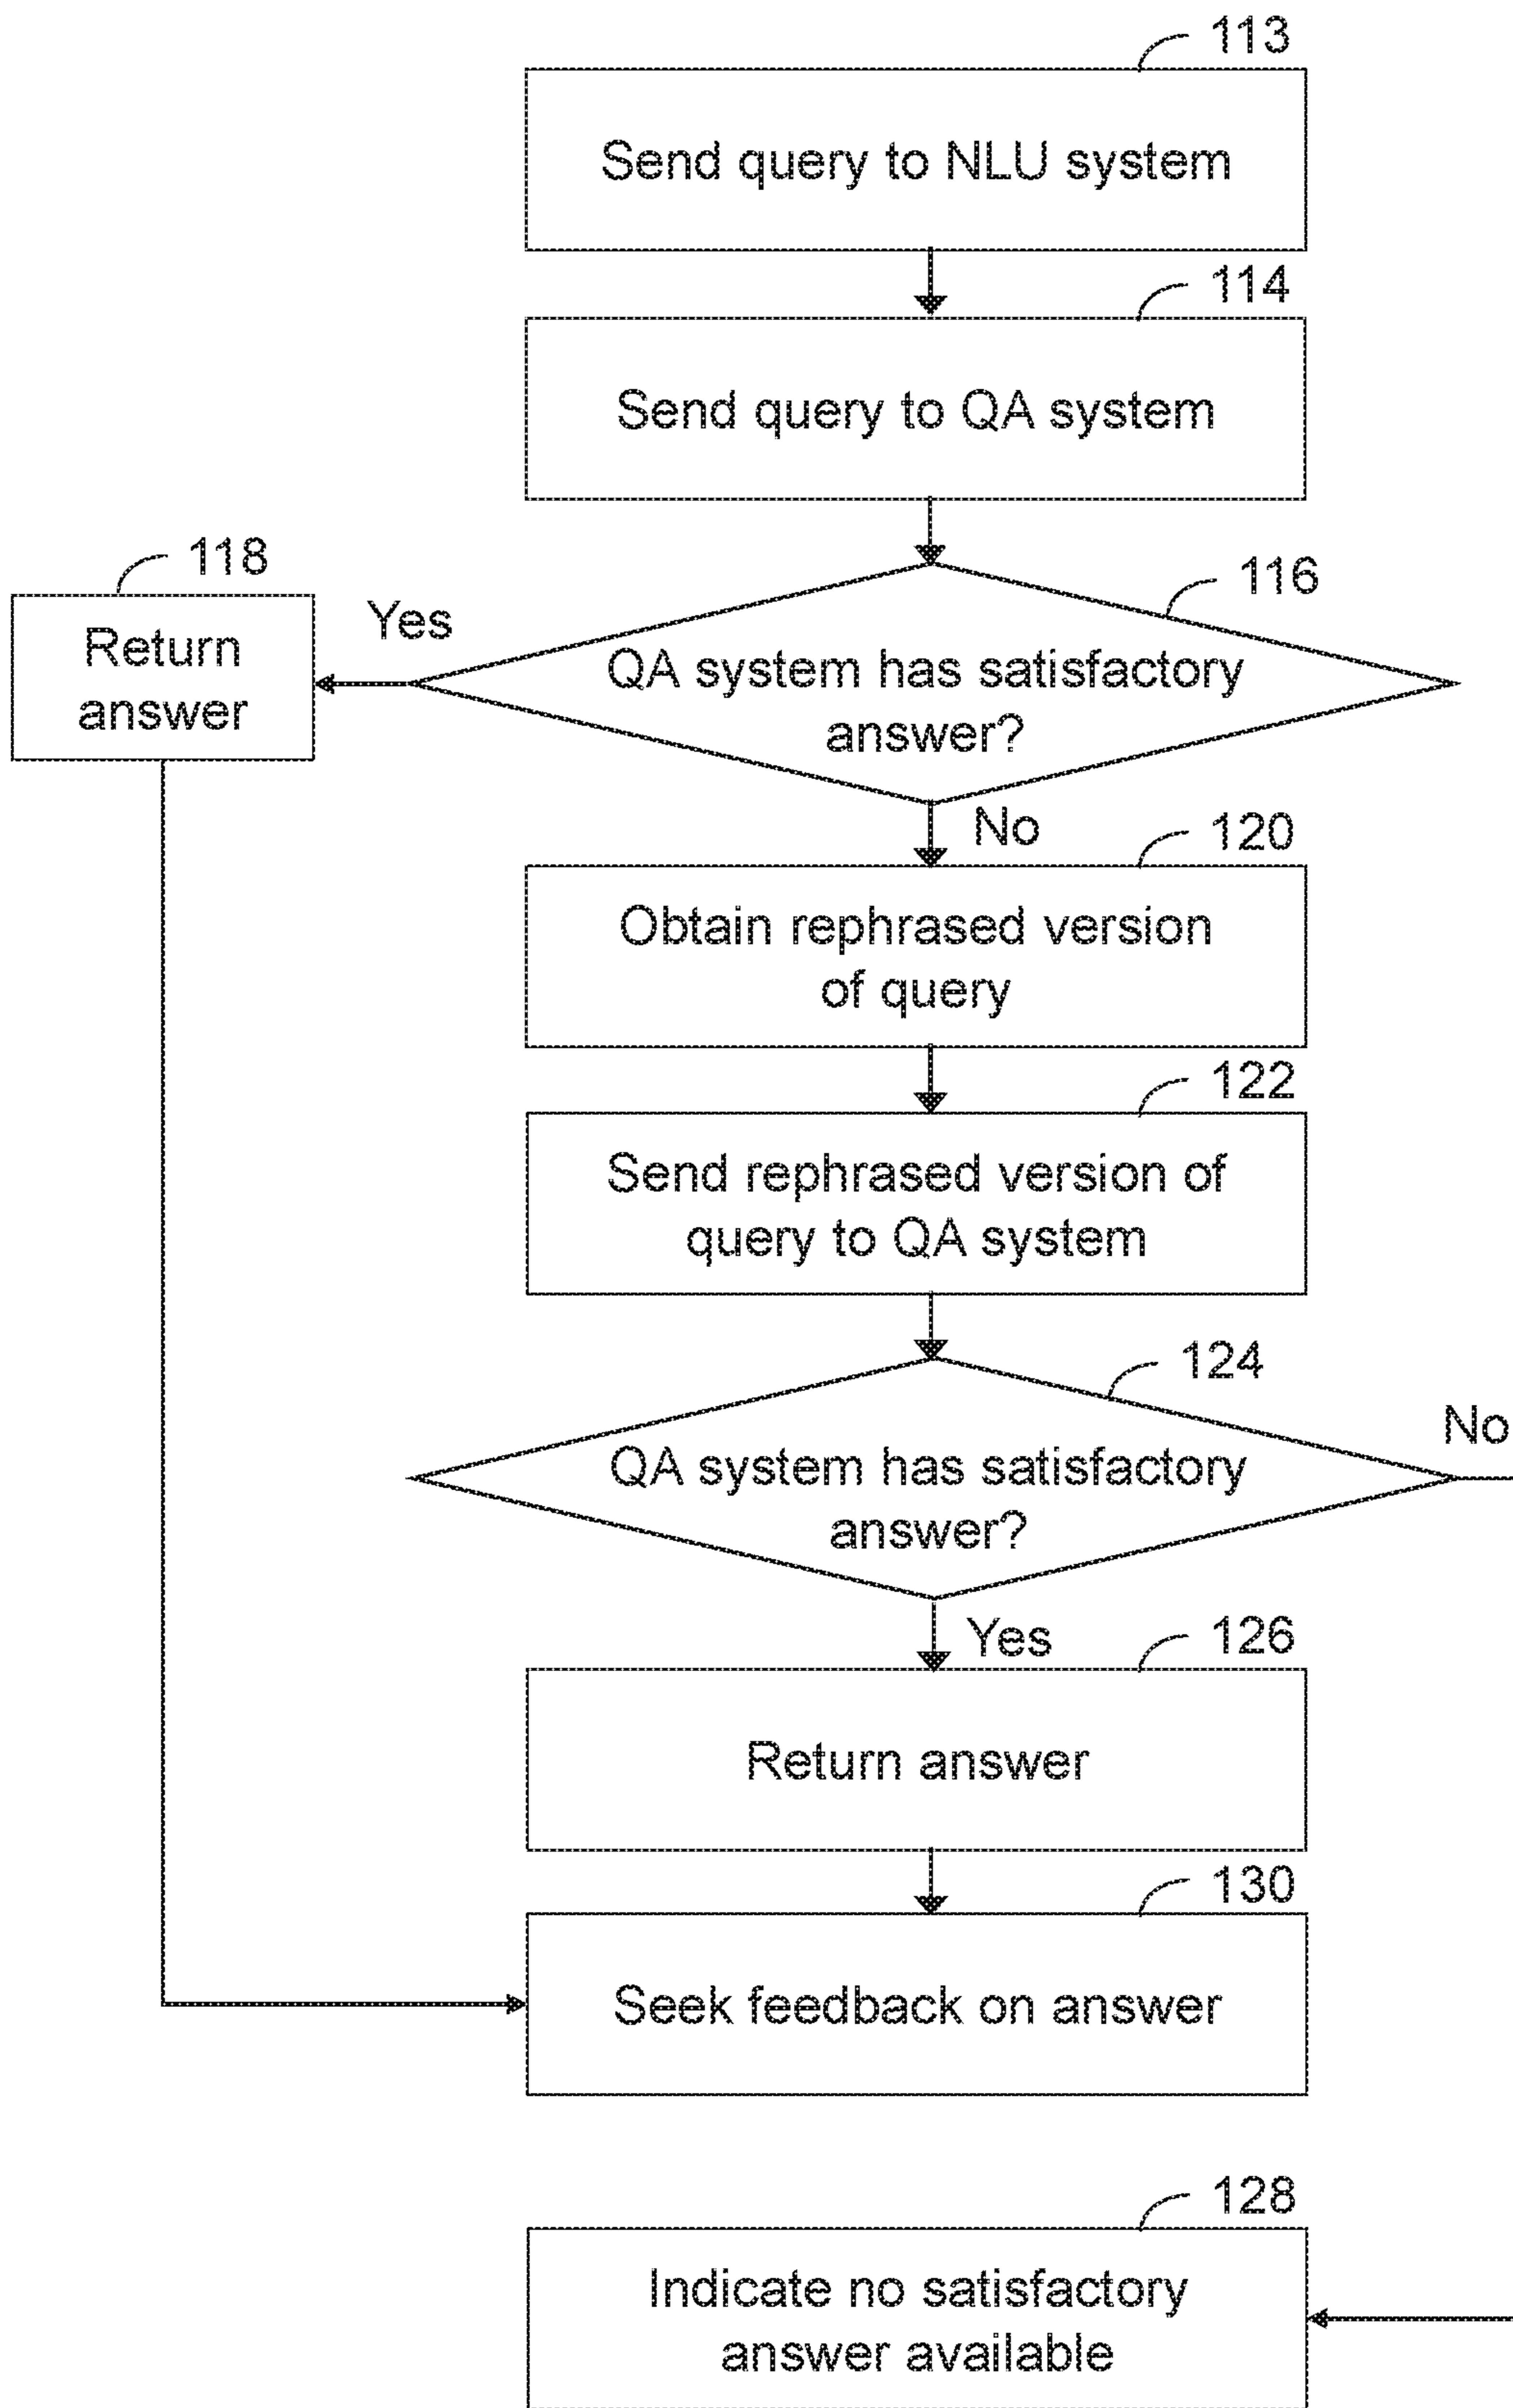 113
Send query to NLU system
114
Send query to QA system
118
116
Return
answer
Yes
QA system has satisfactory
answer?
No
120
Obtain rephrased version
of query
122
Send rephrased version of
query to QA system
124
No
QA system has satisfactory
answer?
Yes
126
Return answer
130
Seek feedback on answer
128
Indicate no satisfactory
answer available